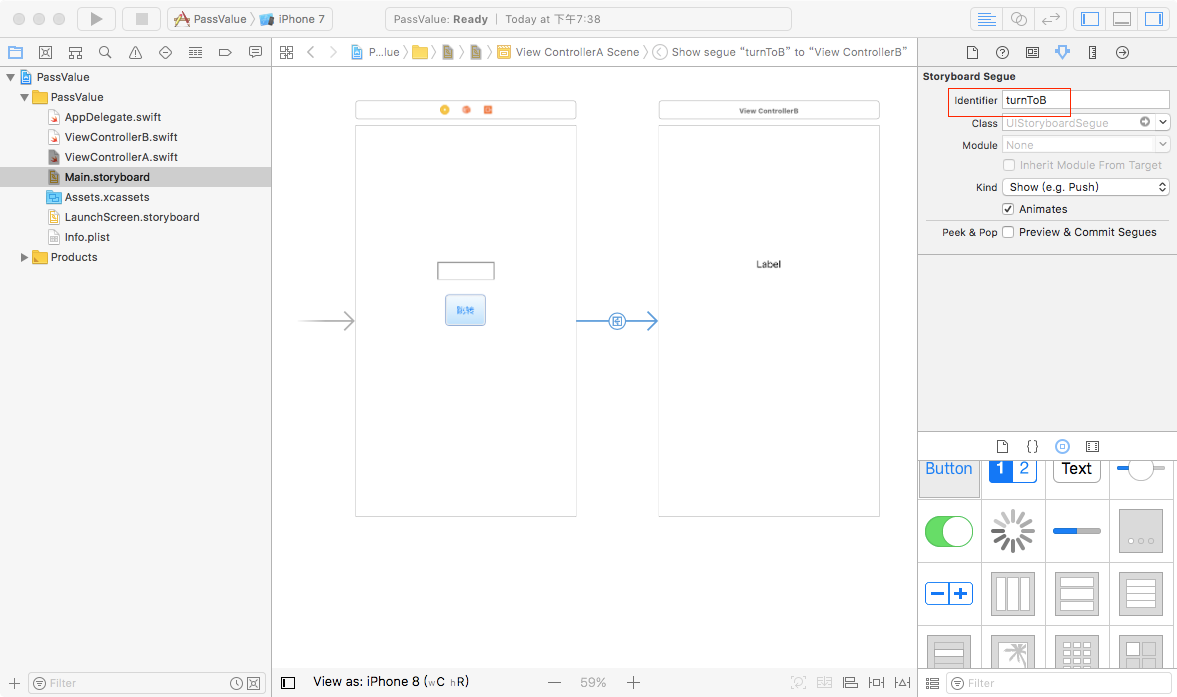 PassValue
iPhone 7
PassValue: Ready | Today at 下午7:38
P...lue
View ControllerA Scene
Show segue “turnToB” to “View ControllerB”
PassValue
PassValue
AppDelegate.swift
ViewControllerB.swift
ViewControllerA.swift
Main.storyboard
Assets.xcassets
LaunchScreen.storyboard
Info.plist
Products
Filter
跳转
View ControllerB
Label
View as: iPhone 8 (wC hR)
59%
Storyboard Segue
Identifier turnToB
Class UIStoryboardSegue
Module None
Inherit Module From Target
Kind Show (e.g. Push)
Animates
Peek & Pop Preview & Commit Segues
Button
1 2
Text
Filter